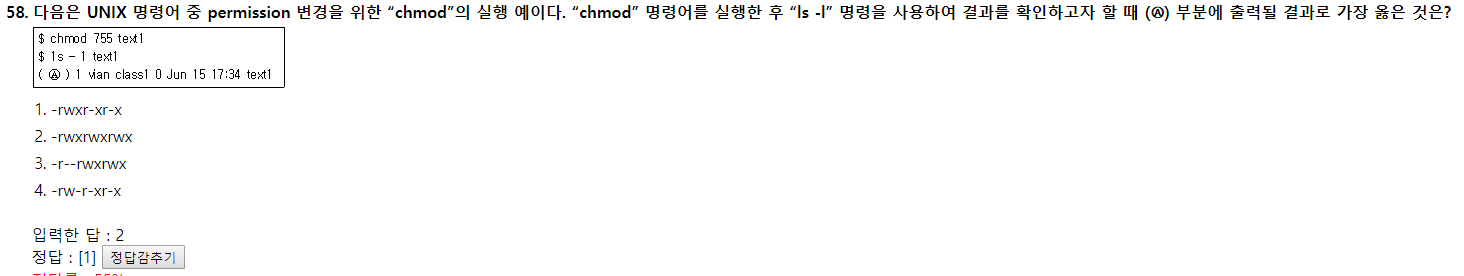 58. 다음은 UNIX 명령어 중 permission 변경을 위한 “chmod”의 실행 예이다. “chmod” 명령어를 실행한 후 “ls -l” 명령을 사용하여 결과를 확인하고자 할 때 (Ⓐ) 부분에 출력될 결과로 가장 옳은 것은?
$ chmod 755 text1
$ 1s - 1 text1
( Ⓐ ) 1 vian class1 0 Jun 15 17:34 text1
1. -rwxr-xr-x
2. -rwxrwxrwx
3. -r--rwxrwx
4. -rw-r-xr-x
입력한 답 : 2
정답 : [1] 정답감추기